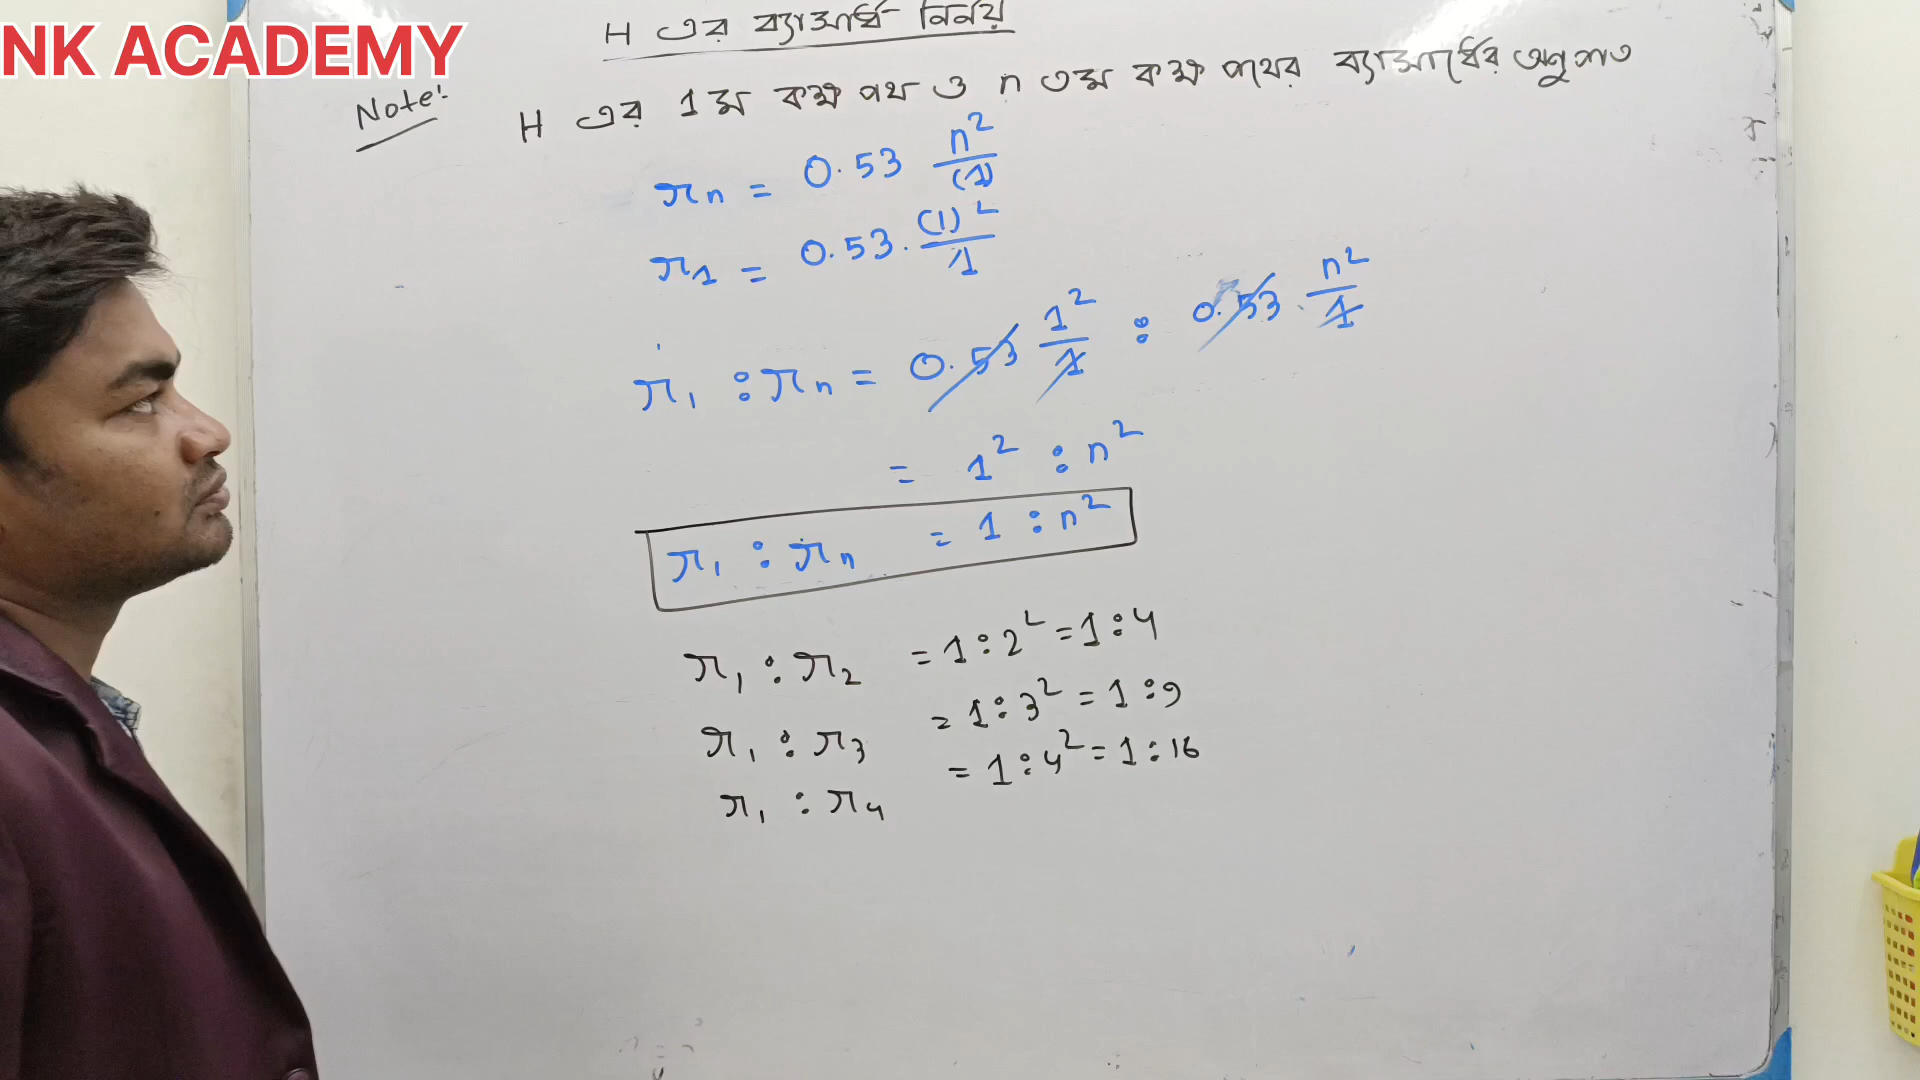 NK ACADEMY
H এর ব্যাসার্ধ নির্নয়
Note:
H এর 1ম কক্ষ পথ ও n তম কক্ষ পথের ব্যাসার্ধের অনুপাত
rn = 0.53 n²/(1)
r1 = 0.53 . (1)²/1
r1 : rn = 0.53 1²/1 : 0.53 . n²/1
= 1² : n²
r1 : rn = 1 : n²
r1 : r2 = 1 : 2² = 1 : 4
r1 : r3 = 1 : 3² = 1 : 9
r1 : r4 = 1 : 4² = 1 : 16